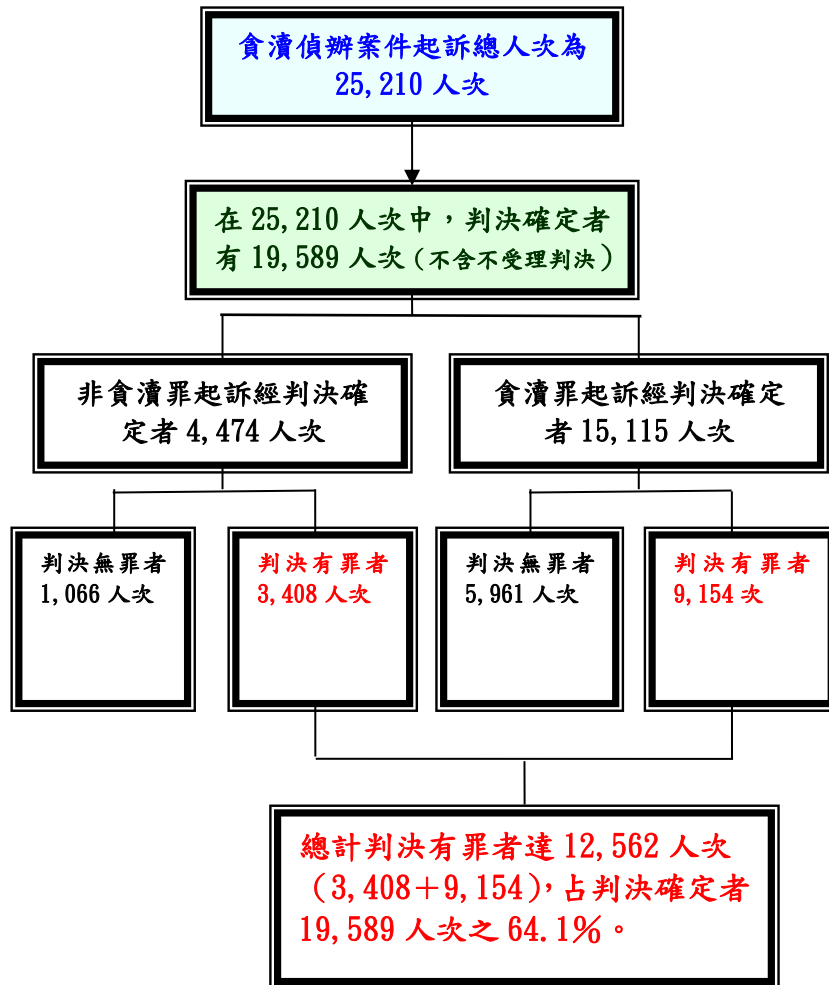 貪瀆偵辦案件起訴總人次為
25,210 人次
在 25,210 人次中，判決確定者
有 19,589 人次（不含不受理判決）
非貪瀆罪起訴經判決確
定者 4,474 人次
貪瀆罪起訴經判決確定
者 15,115 人次
判決無罪者
1,066 人次
判決有罪者
3,408 人次
判決無罪者
5,961 人次
判決有罪者
9,154 次
總計判決有罪者達 12,562 人次
（3,408＋9,154），占判決確定者
19,589 人次之 64.1％。